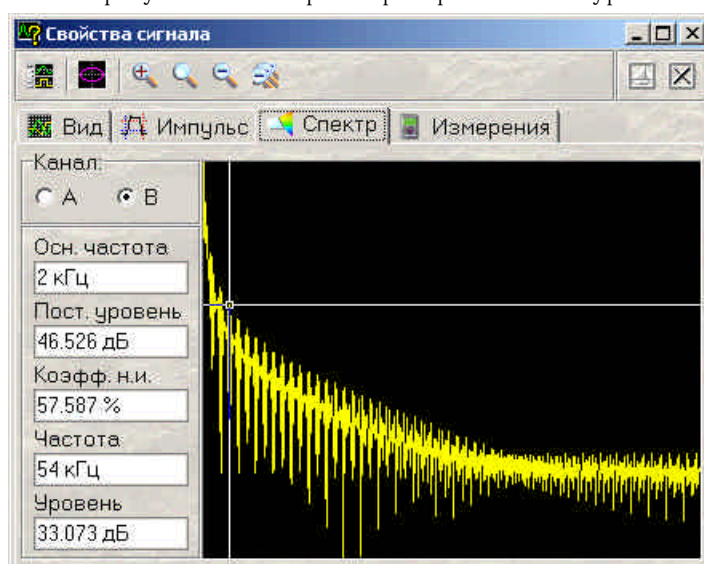 Свойства сигнала
Вид Импульс Спектр Измерения
Канал:
A B
Осн. частота
2 кГц
Пост. уровень
46.526 дБ
Коэфф. н.и.
57.587 %
Частота
54 кГц
Уровень
33.073 дБ